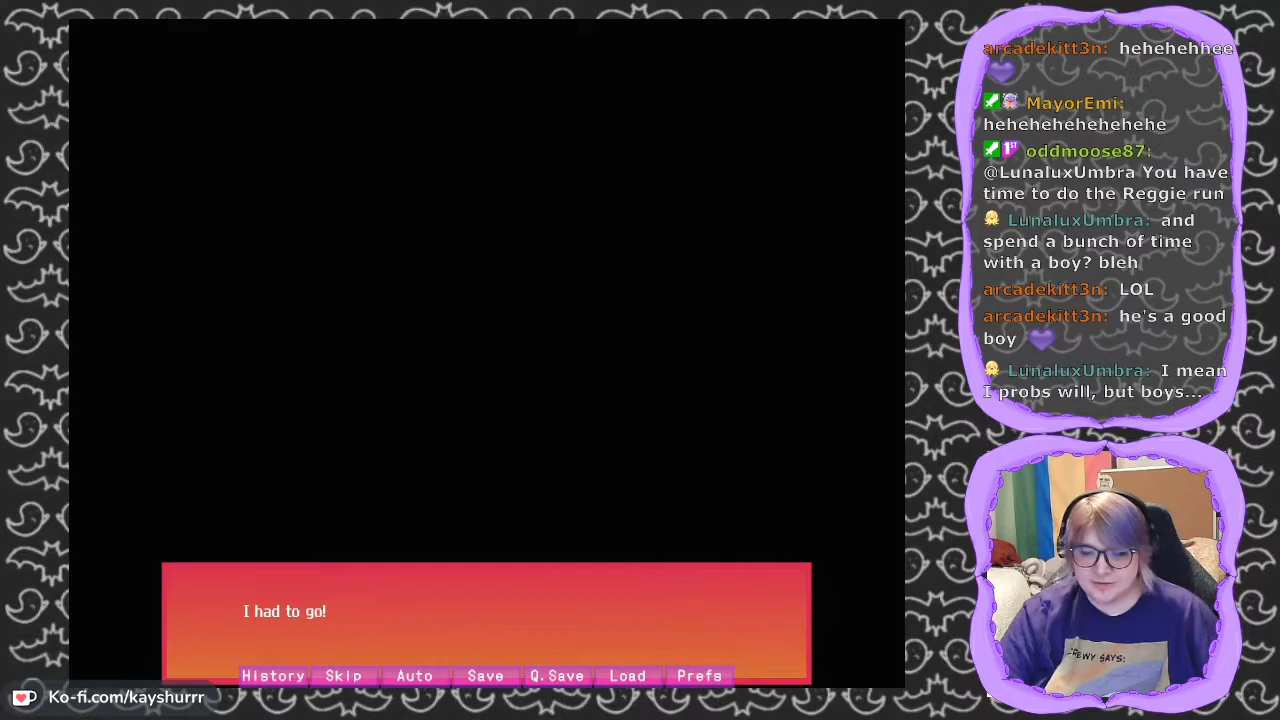 arcadekitt3n: hehehehhee
MayorEmi:
hehehehehehehehe
1st oddmoose87:
@LunaluxUmbra You have
time to do the Reggie run
LunaluxUmbra: and
spend a bunch of time
with a boy? bleh
arcadekitt3n: LOL
arcadekitt3n: he's a good
boy
LunaluxUmbra: I mean
I probs will, but boys...
I had to go!
History Skip Auto Save Q.Save Load Prefs
Ko-fi.com/kayshurrr